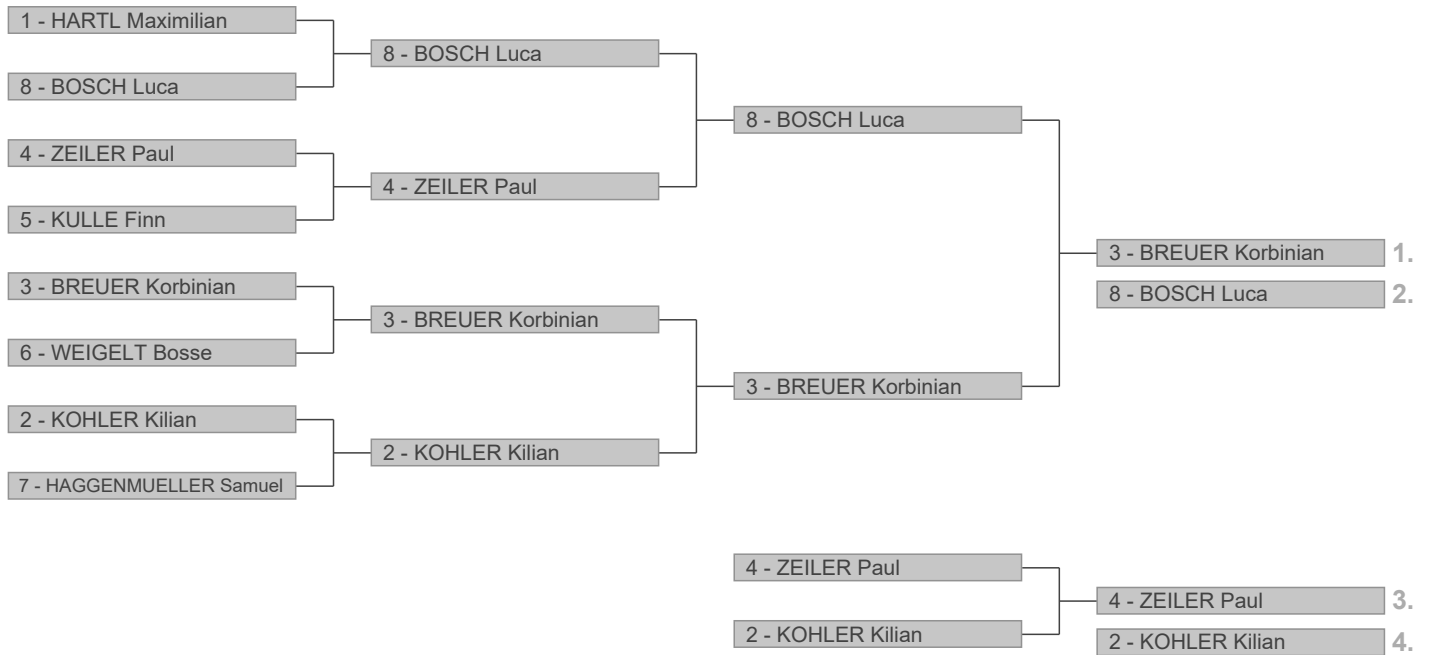 1 - HARTL Maximilian
8 - BOSCH Luca
8 - BOSCH Luca
4 - ZEILER Paul
5 - KULLE Finn
4 - ZEILER Paul
8 - BOSCH Luca
3 - BREUER Korbinian
6 - WEIGELT Bosse
3 - BREUER Korbinian
2 - KOHLER Kilian
7 - HAGGENMUELLER Samuel
2 - KOHLER Kilian
3 - BREUER Korbinian
3 - BREUER Korbinian 1.
8 - BOSCH Luca 2.
4 - ZEILER Paul
2 - KOHLER Kilian
4 - ZEILER Paul 3.
2 - KOHLER Kilian 4.